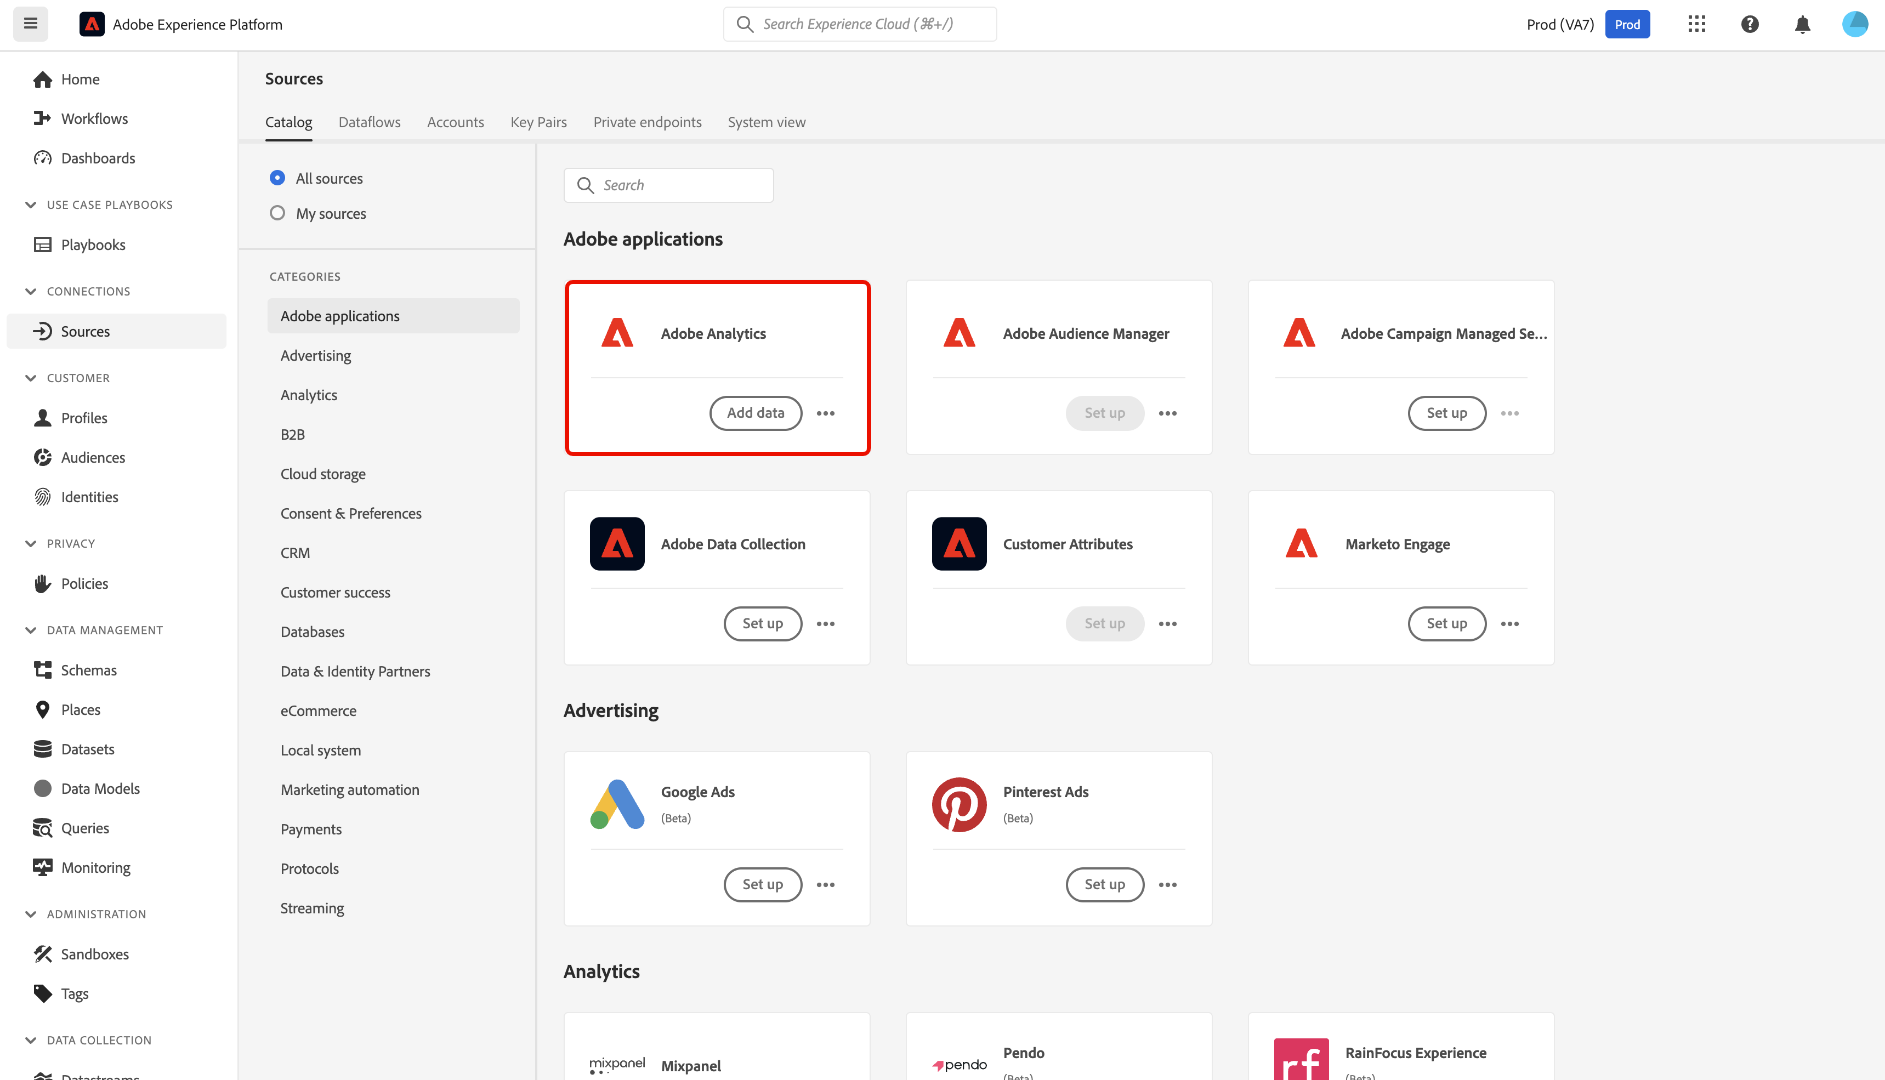 Adobe Experience Platform
Search Experience Cloud (⌘+/)
Prod (VA7)
Prod
Home
Workflows
Dashboards
USE CASE PLAYBOOKS
Playbooks
CONNECTIONS
Sources
CUSTOMER
Profiles
Audiences
Identities
PRIVACY
Policies
DATA MANAGEMENT
Schemas
Places
Datasets
Data Models
Queries
Monitoring
ADMINISTRATION
Sandboxes
Tags
DATA COLLECTION
Datastreams
Sources
Catalog
Dataflows
Accounts
Key Pairs
Private endpoints
System view
All sources
My sources
CATEGORIES
Adobe applications
Advertising
Analytics
B2B
Cloud storage
Consent & Preferences
CRM
Customer success
Databases
Data & Identity Partners
eCommerce
Local system
Marketing automation
Payments
Protocols
Streaming
Search
Adobe applications
Adobe Analytics
Add data
Adobe Audience Manager
Set up
Adobe Campaign Managed Se...
Set up
Adobe Data Collection
Set up
Customer Attributes
Set up
Marketo Engage
Set up
Advertising
Google Ads
(Beta)
Set up
Pinterest Ads
(Beta)
Set up
Analytics
mixpanel
Mixpanel
pendo
Pendo
(Beta)
rf
RainFocus Experience
(Beta)